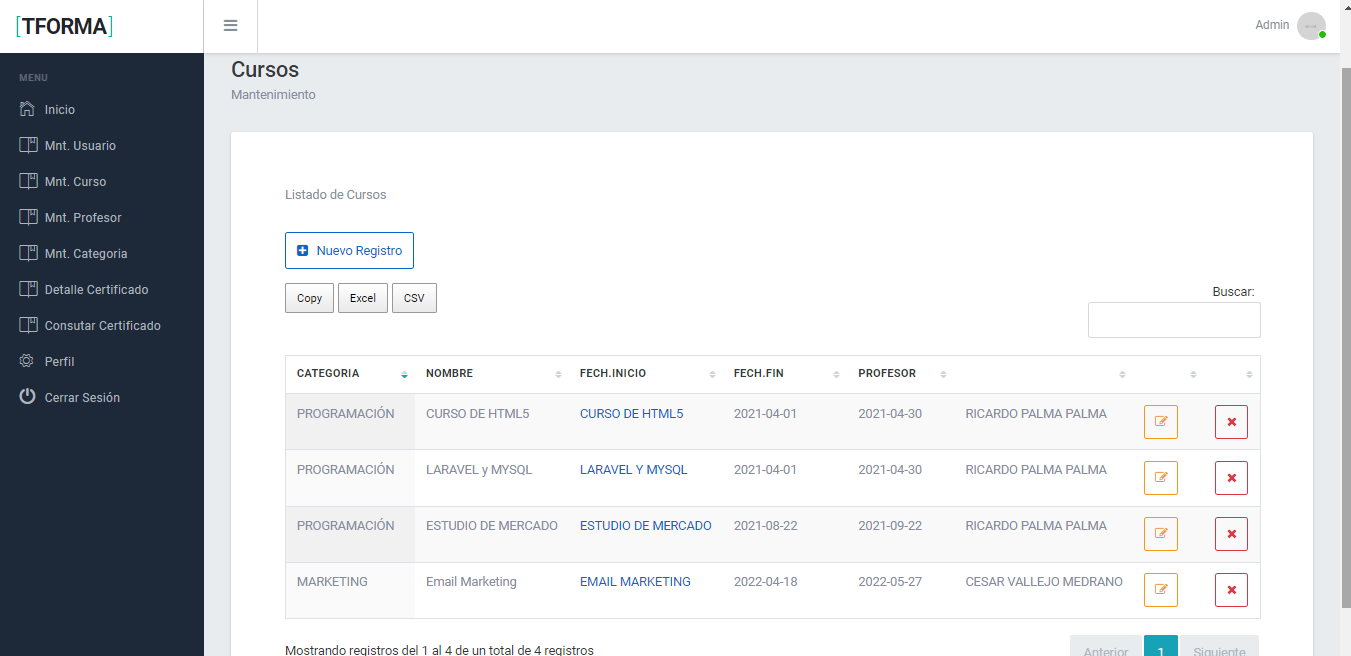 [TFORMA]
Admin
MENU
Inicio
Mnt. Usuario
Mnt. Curso
Mnt. Profesor
Mnt. Categoria
Detalle Certificado
Consutar Certificado
Perfil
Cerrar Sesión
Cursos
Mantenimiento
Listado de Cursos
Nuevo Registro
Copy Excel CSV
Buscar:
CATEGORIA NOMBRE FECH.INICIO FECH.FIN PROFESOR
PROGRAMACIÓN CURSO DE HTML5 CURSO DE HTML5 2021-04-01 2021-04-30 RICARDO PALMA PALMA
PROGRAMACIÓN LARAVEL y MYSQL LARAVEL Y MYSQL 2021-04-01 2021-04-30 RICARDO PALMA PALMA
PROGRAMACIÓN ESTUDIO DE MERCADO ESTUDIO DE MERCADO 2021-08-22 2021-09-22 RICARDO PALMA PALMA
MARKETING Email Marketing EMAIL MARKETING 2022-04-18 2022-05-27 CESAR VALLEJO MEDRANO
Mostrando registros del 1 al 4 de un total de 4 registros
Anterior 1 Siguiente